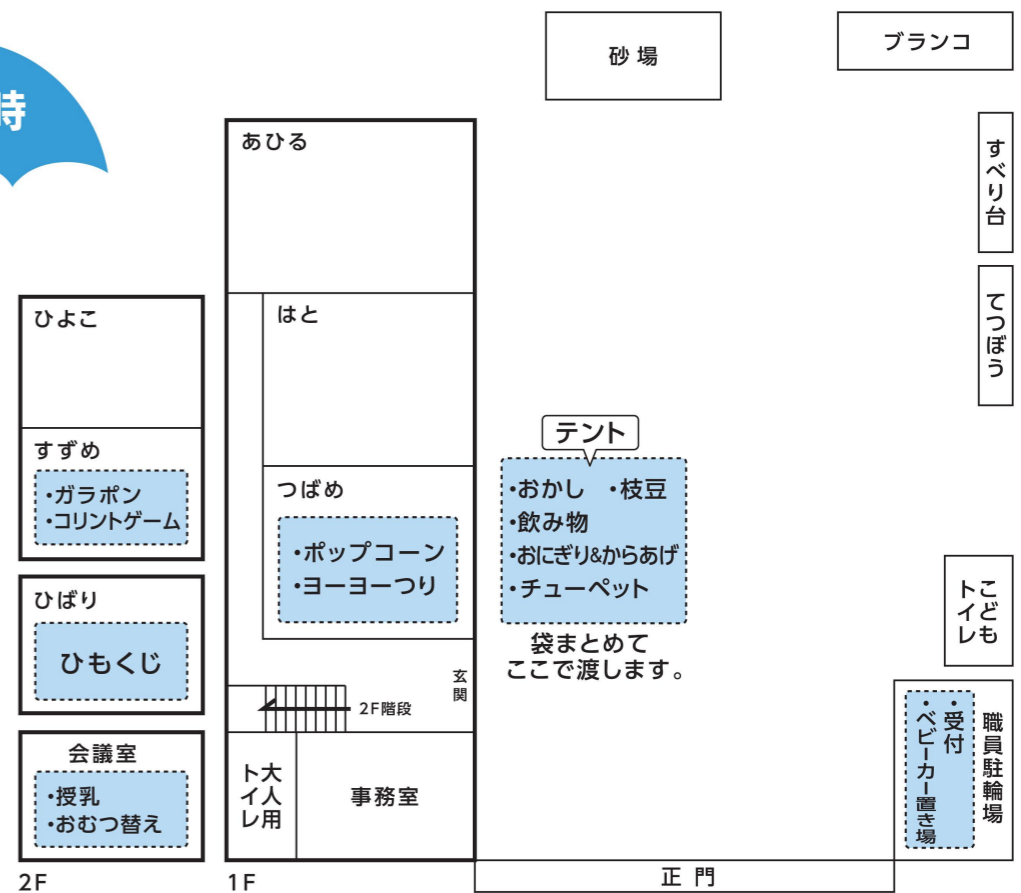 時
砂場
ブランコ
すべり台
てつぼう
こども
トイレ
職員駐輪場
・受付
・ベビーカー置き場
正門
テント
・おかし ・枝豆
・飲み物
・おにぎり&からあげ
・チューペット
袋まとめて
ここで渡します。
あひる
はと
つばめ
・ポップコーン
・ヨーヨーつり
玄関
2F階段
大人用
トイレ
事務室
1F
ひよこ
すずめ
・ガラポン
・コリントゲーム
ひばり
ひもくじ
会議室
・授乳
・おむつ替え
2F